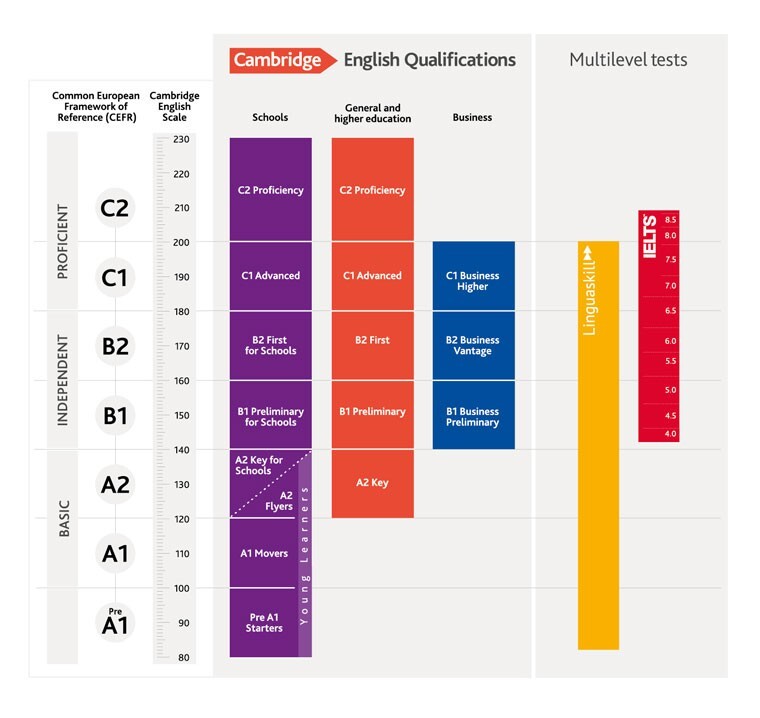 Cambridge English Qualifications
Multilevel tests
Common European
Framework of
Reference (CEFR)
Cambridge
English
Scale
Schools
General and
higher education
Business
PROFICIENT
INDEPENDENT
BASIC
C2
C1
B2
B1
A2
A1
Pre
A1
230
220
210
200
190
180
170
160
150
140
130
120
110
100
90
80
C2 Proficiency
C1 Advanced
B2 First
for Schools
B1 Preliminary
for Schools
A2 Key for
Schools
A2
Flyers
A1 Movers
Pre A1
Starters
Young Learners
C2 Proficiency
C1 Advanced
B2 First
B1 Preliminary
A2 Key
C1 Business
Higher
B2 Business
Vantage
B1 Business
Preliminary
Linguaskill
IELTS
8.5
8.0
7.5
7.0
6.5
6.0
5.5
5.0
4.5
4.0